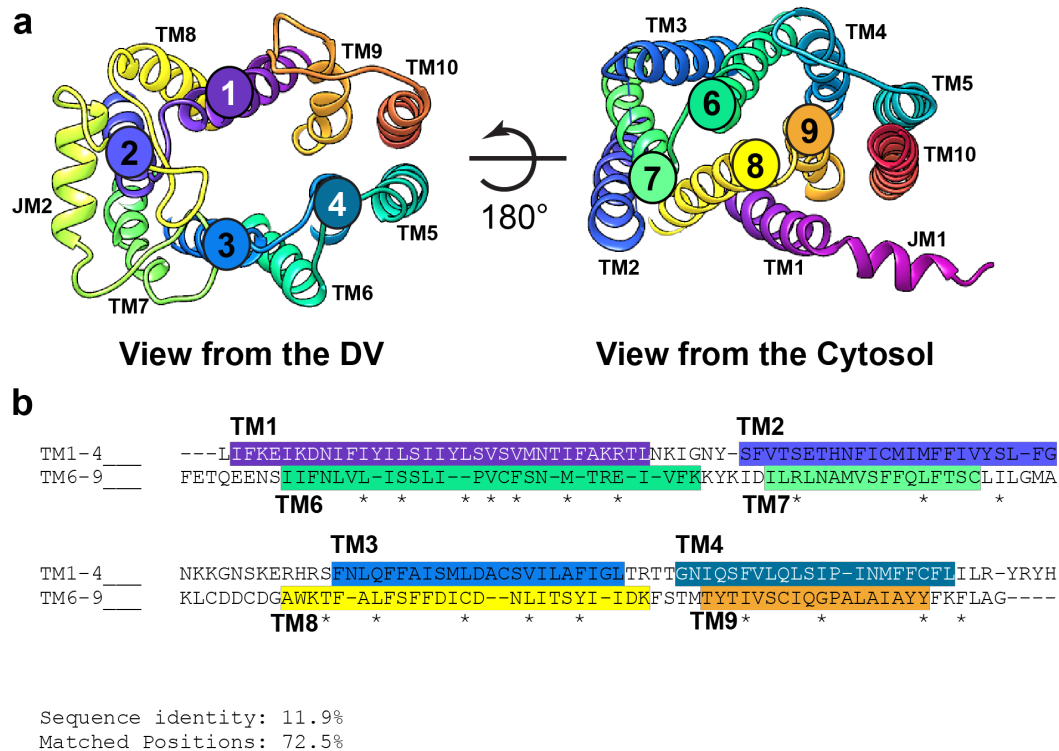 a
TM8
TM9
TM10
1
2
JM2
3
4
TM5
TM7
TM6
View from the DV
180°
TM3
TM4
TM5
6
9
8
7
TM10
TM2
TM1
JM1
View from the Cytosol
b
TM1 TM2
TM1-4___ ---LIFKEIKDNIFIYILSIIYLSVSVMNTIFAKRTLNKIGNY-SFVTSETHNFICMIMFFIVYSL-FG
TM6-9___ FETQEENSIIFNLVL-ISSLI--PVCFSN-M-TRE-I-VFKKYKIDILRLNAMVSFFQLFTSCLILGMA
TM6 * * * * * * * TM7 * * *
TM3 TM4
TM1-4___ NKKGNSKERHRSFNLQFFAISMLDACSVILAFIGLTRTTGNIQSFVLQLSIP-INMFFCFLILR-YRYH
TM6-9___ KLCDDCDGAWKTF-ALFSFFDICD--NLITSYI-IDKFSTMTYTIVSCIQGPALAIAYYFKFLAG----
TM8 * * * * * TM9 * * * *
Sequence identity: 11.9%
Matched Positions: 72.5%